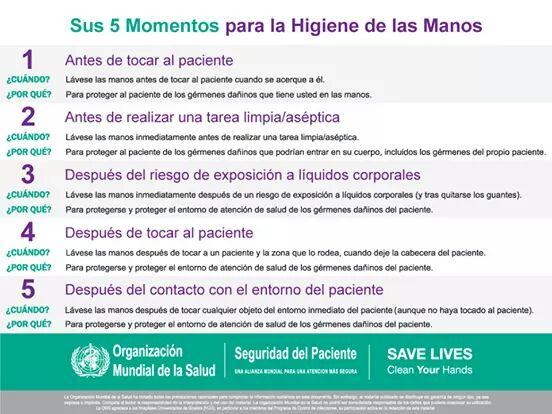 Sus 5 Momentos para la Higiene de las Manos
1 Antes de tocar al paciente
¿CUÁNDO? Lávese las manos antes de tocar al paciente cuando se acerque a él.
¿POR QUÉ? Para proteger al paciente de los gérmenes dañinos que tiene usted en las manos.
2 Antes de realizar una tarea limpia/aséptica
¿CUÁNDO? Lávese las manos inmediatamente antes de realizar una tarea limpia/aséptica.
¿POR QUÉ? Para proteger al paciente de los gérmenes dañinos que podrían entrar en su cuerpo, incluidos los gérmenes del propio paciente.
3 Después del riesgo de exposición a líquidos corporales
¿CUÁNDO? Lávese las manos inmediatamente después de un riesgo de exposición a líquidos corporales (y tras quitarse los guantes).
¿POR QUÉ? Para protegerse y proteger el entorno de atención de salud de los gérmenes dañinos del paciente.
4 Después de tocar al paciente
¿CUÁNDO? Lávese las manos después de tocar a un paciente y la zona que lo rodea, cuando deje la cabecera del paciente.
¿POR QUÉ? Para protegerse y proteger el entorno de atención de salud de los gérmenes dañinos del paciente.
5 Después del contacto con el entorno del paciente
¿CUÁNDO? Lávese las manos después de tocar cualquier objeto del entorno inmediato del paciente (aunque no haya tocado al paciente).
¿POR QUÉ? Para protegerse y proteger el entorno de atención de salud de los gérmenes dañinos del paciente.
Organización
Mundial de la Salud
Seguridad del Paciente
UNA ALIANZA MUNDIAL PARA UNA ATENCIÓN MÁS SEGURA
SAVE LIVES
Clean Your Hands